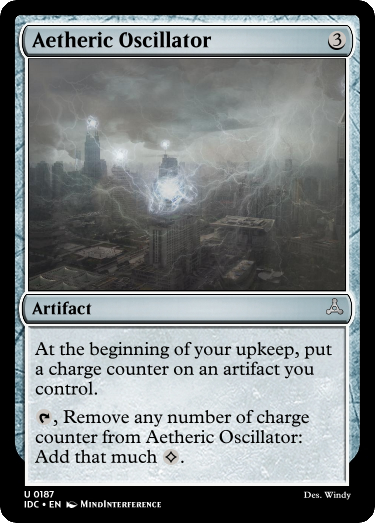 Aetheric Oscillator 3
Artifact
At the beginning of your upkeep, put
a charge counter on an artifact you
control.
, Remove any number of charge
counter from Aetheric Oscillator:
Add that much .
U 0187 Des. Windy
IDC • EN MindInterference